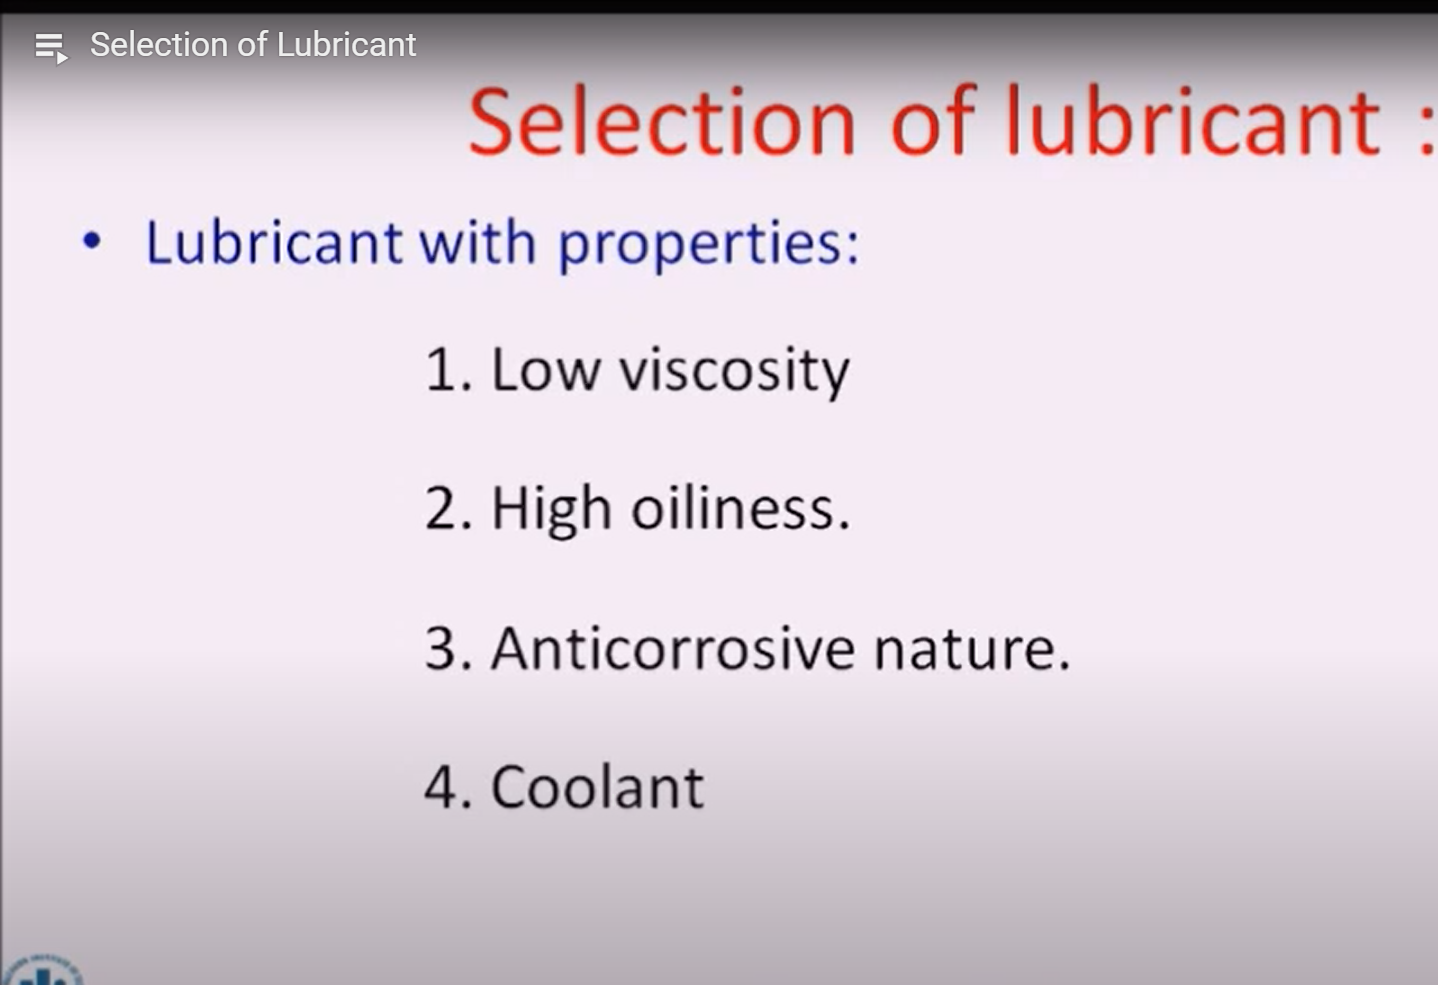 Selection of Lubricant
Selection of lubricant :
• Lubricant with properties:
1. Low viscosity
2. High oiliness.
3. Anticorrosive nature.
4. Coolant